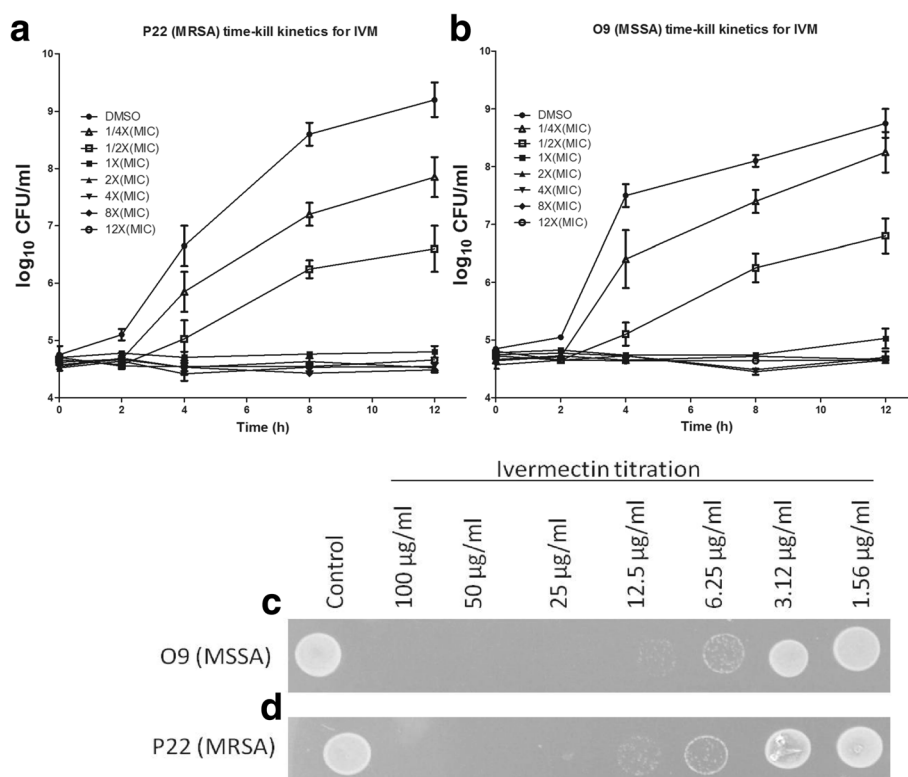 a
P22 (MRSA) time-kill kinetics for IVM
10
9
8
7
6
5
4
log₁₀ CFU/ml
DMSO
1/4X(MIC)
1/2X(MIC)
1X(MIC)
2X(MIC)
4X(MIC)
8X(MIC)
12X(MIC)
0 2 4 6 8 10 12
Time (h)
b
O9 (MSSA) time-kill kinetics for IVM
10
9
8
7
6
5
4
log₁₀ CFU/ml
DMSO
1/4X(MIC)
1/2X(MIC)
1X(MIC)
2X(MIC)
4X(MIC)
8X(MIC)
12X(MIC)
0 2 4 6 8 10 12
Time (h)
Ivermectin titration
Control
100 µg/ml
50 µg/ml
25 µg/ml
12.5 µg/ml
6.25 µg/ml
3.12 µg/ml
1.56 µg/ml
c
O9 (MSSA)
d
P22 (MRSA)